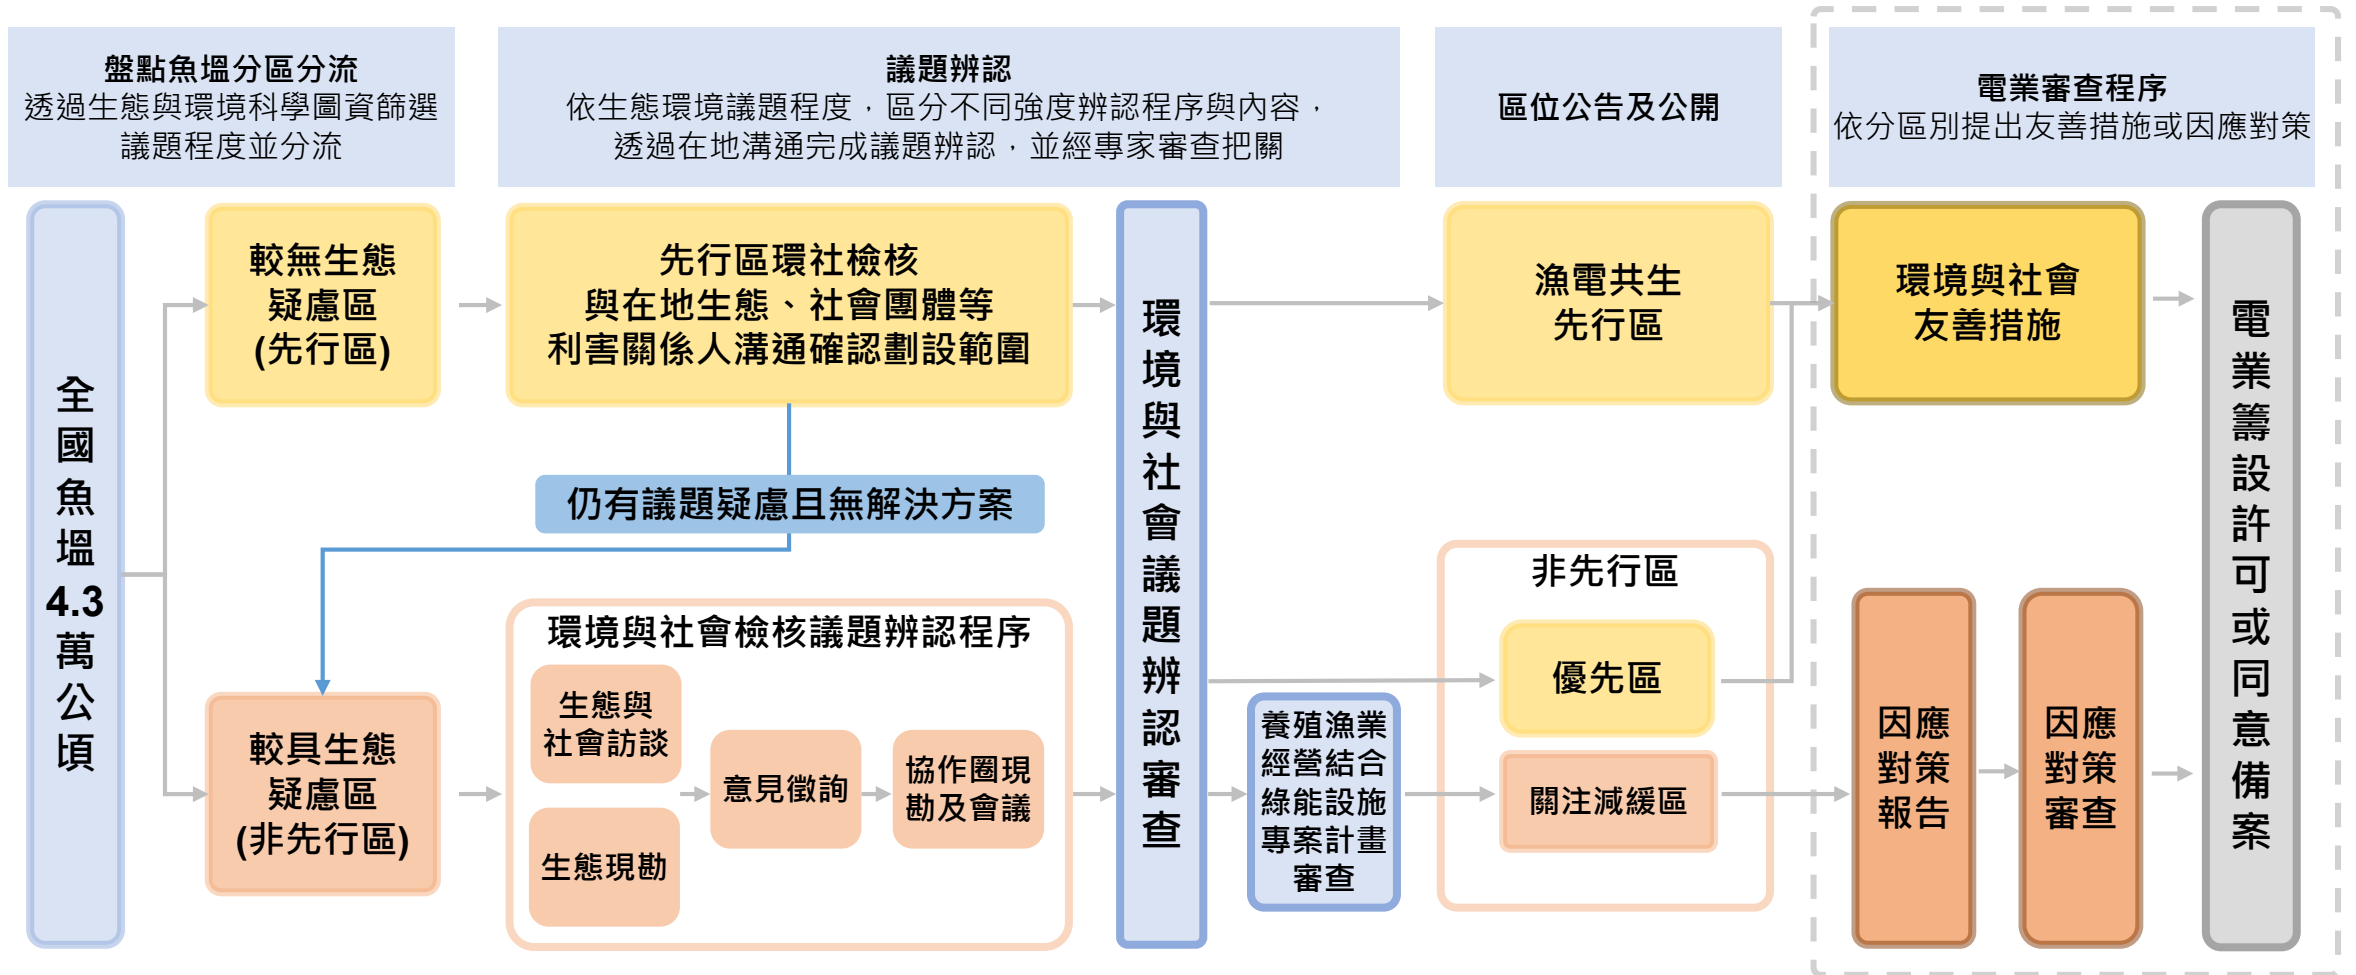 盤點魚塭分區分流
透過生態與環境科學圖資篩選
議題程度並分流
議題辨認
依生態環境議題程度，區分不同強度辨認程序與內容，
透過在地溝通完成議題辨認，並經專家審查把關
區位公告及公開
電業審查程序
依分區別提出友善措施或因應對策
全國魚塭4.3萬公頃
較無生態
疑慮區
(先行區)
先行區環社檢核
與在地生態、社會團體等
利害關係人溝通確認劃設範圍
仍有議題疑慮且無解決方案
較具生態
疑慮區
(非先行區)
環境與社會檢核議題辨認程序
生態與
社會訪談
生態現勘
意見徵詢
協作圈現
勘及會議
環境與社會議題辨認審查
養殖漁業
經營結合
綠能設施
專案計畫
審查
漁電共生
先行區
非先行區
優先區
關注減緩區
環境與社會
友善措施
因應
對策
報告
因應
對策
審查
電業籌設許可或同意備案